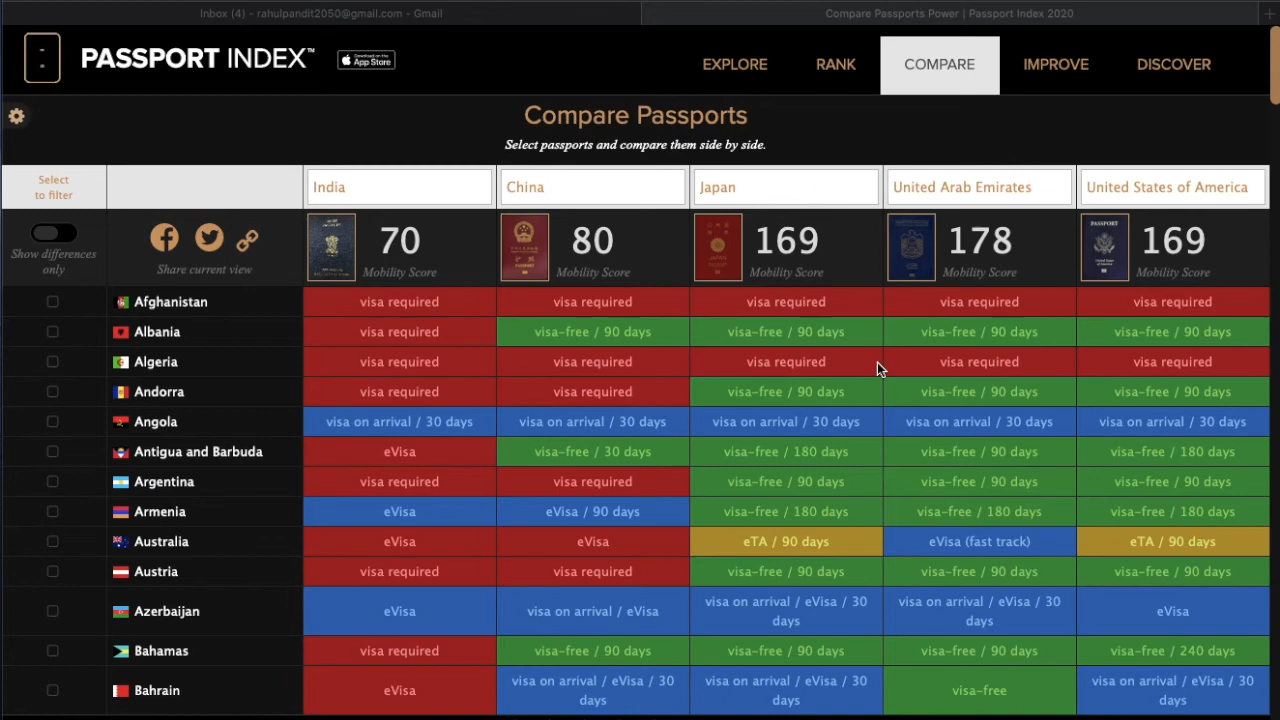 Inbox (4) - rahulpandit2050@gmail.com - Gmail
Compare Passports Power | Passport Index 2020
PASSPORT INDEX™
Download on the App Store
EXPLORE
RANK
COMPARE
IMPROVE
DISCOVER
Compare Passports
Select passports and compare them side by side.
Select
to filter
India
China
Japan
United Arab Emirates
United States of America
Show differences
only
Share current view
70
Mobility Score
80
Mobility Score
169
Mobility Score
178
Mobility Score
PASSPORT
169
Mobility Score
Afghanistan
visa required
visa required
visa required
visa required
visa required
Albania
visa required
visa-free / 90 days
visa-free / 90 days
visa-free / 90 days
visa-free / 90 days
Algeria
visa required
visa required
visa required
visa required
visa required
Andorra
visa required
visa required
visa-free / 90 days
visa-free / 90 days
visa-free / 90 days
Angola
visa on arrival / 30 days
visa on arrival / 30 days
visa on arrival / 30 days
visa on arrival / 30 days
visa on arrival / 30 days
Antigua and Barbuda
eVisa
visa-free / 30 days
visa-free / 180 days
visa-free / 90 days
visa-free / 180 days
Argentina
visa required
visa required
visa-free / 90 days
visa-free / 90 days
visa-free / 90 days
Armenia
eVisa
eVisa / 90 days
visa-free / 180 days
visa-free / 180 days
visa-free / 180 days
Australia
eVisa
eVisa
eTA / 90 days
eVisa (fast track)
eTA / 90 days
Austria
visa required
visa required
visa-free / 90 days
visa-free / 90 days
visa-free / 90 days
Azerbaijan
eVisa
visa on arrival / eVisa
visa on arrival / eVisa / 30
days
visa on arrival / eVisa / 30
days
eVisa
Bahamas
visa required
visa-free / 90 days
visa-free / 90 days
visa-free / 90 days
visa-free / 240 days
Bahrain
eVisa
visa on arrival / eVisa / 30
days
visa on arrival / eVisa / 30
days
visa-free
visa on arrival / eVisa / 30
days